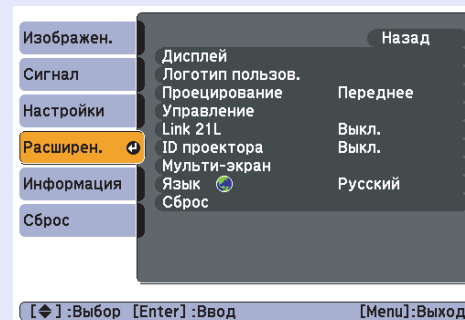 Изображен.
Сигнал
Настройки
Расширен.
Информация
Сброс
Назад
Дисплей
Логотип пользов.
Проецирование Переднее
Управление
Link 21L Выкл.
ID проектора Выкл.
Мульти-экран
Язык Русский
Сброс
[◆] :Выбор [Enter] :Ввод [Menu]:Выход